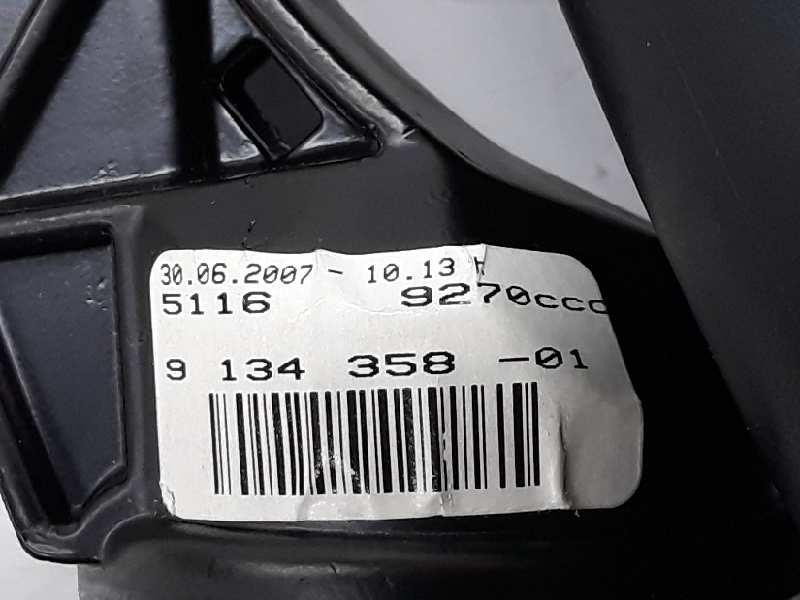 30.06.2007 - 10.13 h
5116 9270ccc
9 134 358 -01